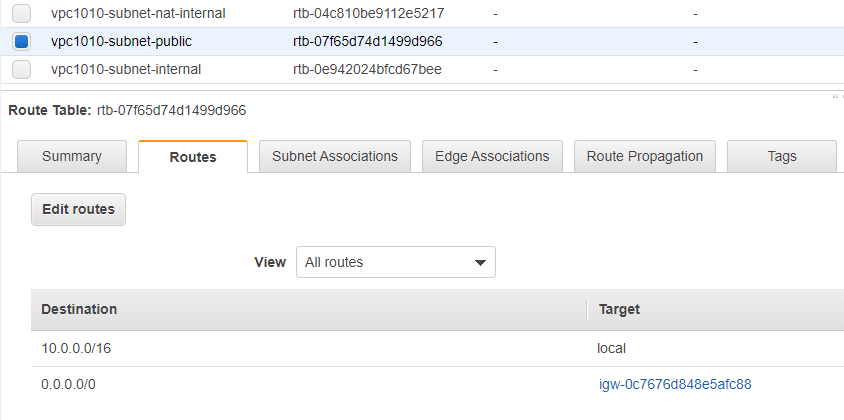 vpc1010-subnet-nat-internal rtb-04c810be9112e5217 - -
vpc1010-subnet-public rtb-07f65d74d1499d966 - -
vpc1010-subnet-internal rtb-0e942024bfcd67bee - -
Route Table: rtb-07f65d74d1499d966
Summary Routes Subnet Associations Edge Associations Route Propagation Tags
Edit routes
View All routes
Destination Target
10.0.0.0/16 local
0.0.0.0/0 igw-0c7676d848e5afc88